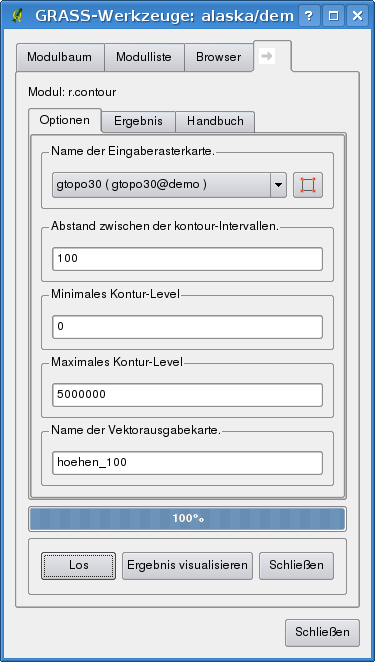 GRASS-Werkzeuge: alaska/dem
Modulbaum Modulliste Browser
Modul: r.contour
Optionen Ergebnis Handbuch
Name der Eingaberasterkarte.
gtopo30 ( gtopo30@demo )
Abstand zwischen der kontour-Intervallen.
100
Minimales Kontur-Level
0
Maximales Kontur-Level
5000000
Name der Vektorausgabekarte.
hoehen_100
100%
Los Ergebnis visualisieren Schließen
Schließen